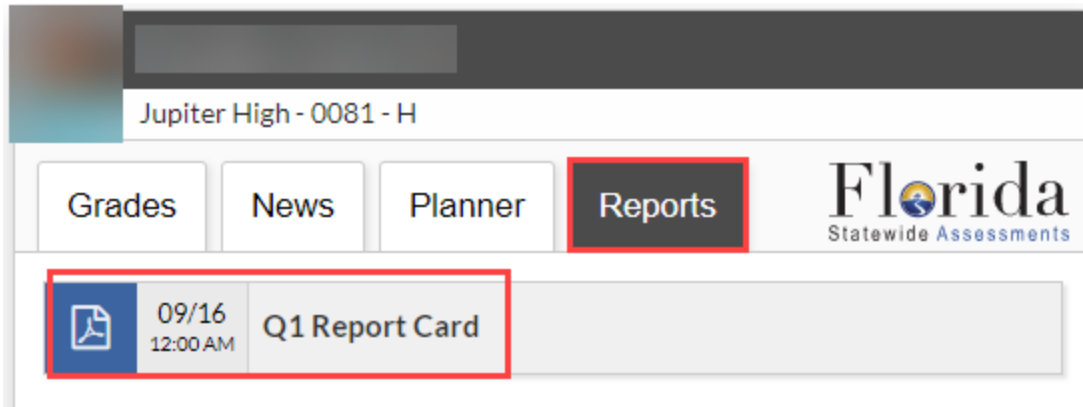 Jupiter High - 0081 - H
Grades News Planner Reports
Florida
Statewide Assessments
09/16
12:00 AM
Q1 Report Card